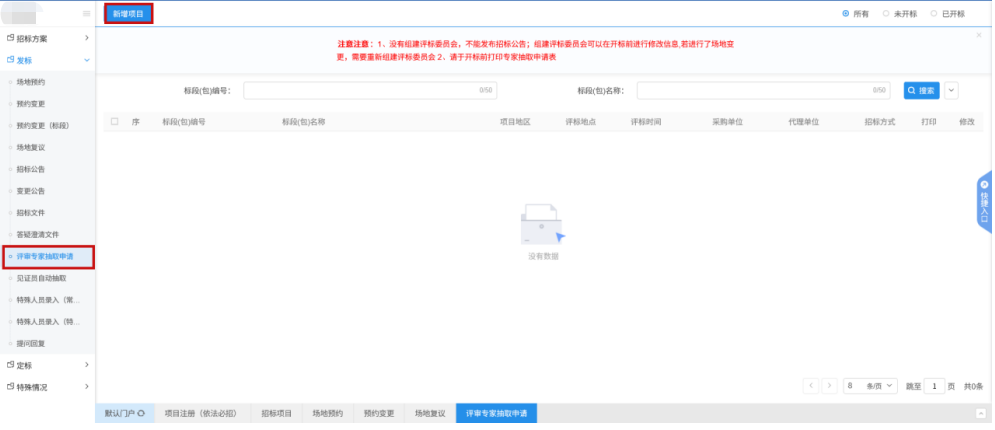 新增项目
所有 未开标 已开标
招标方案
发标
场地预约
预约变更
预约变更（标段）
场地复议
招标公告
变更公告
招标文件
答疑澄清文件
评审专家抽取申请
见证员自动抽取
特殊人员录入（常...
特殊人员录入（特...
提问回复
定标
特殊情况
注意注意：1、没有组建评标委员会，不能发布招标公告；组建评标委员会可以在开标前进行修改信息,若进行了场地变
更，需要重新组建评标委员会 2、请于开标前打印专家抽取申请表
标段(包)编号： 0/50 标段(包)名称： 0/50 搜索
序 标段(包)编号 标段(包)名称 项目地区 评标地点 评标时间 采购单位 代理单位 招标方式 打印 修改
没有数据
快捷入口
8 条/页 跳至 1 页 共0条
默认门户 项目注册（依法必招） 招标项目 场地预约 预约变更 场地复议 评审专家抽取申请